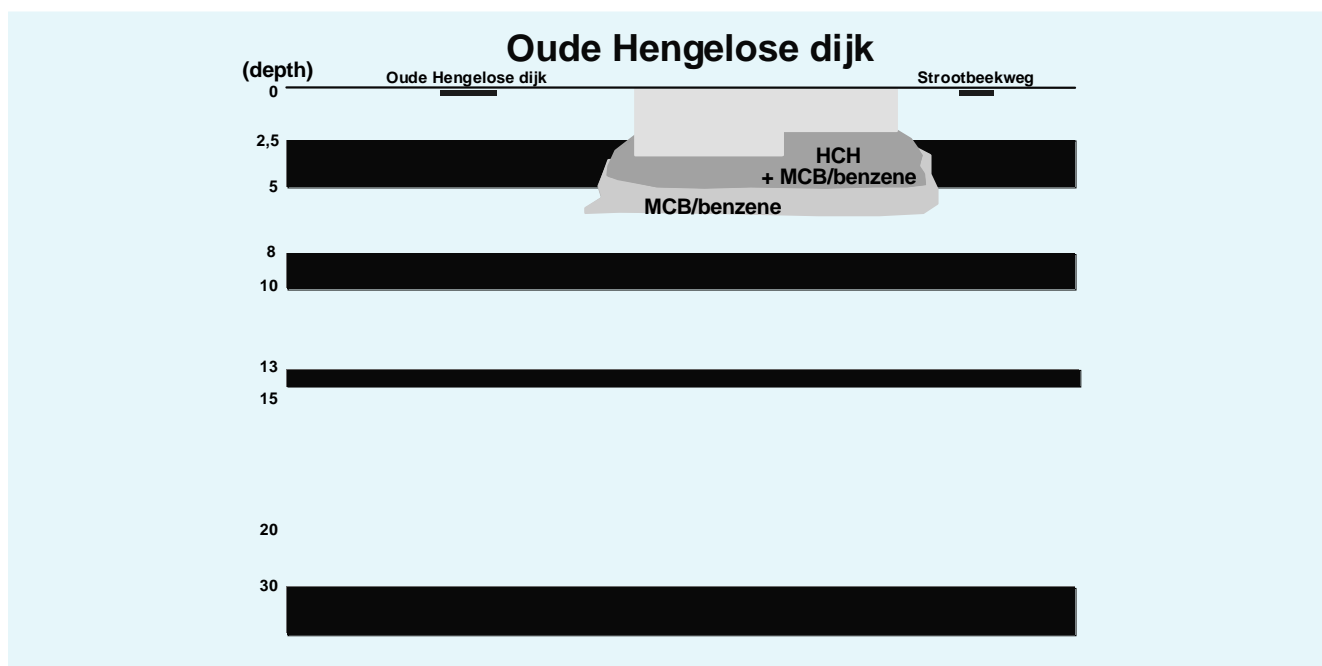 Oude Hengelose dijk
(depth)
Oude Hengelose dijk
Strootbeekweg
0
2,5
HCH
+ MCB/benzene
5
MCB/benzene
8
10
13
15
20
30